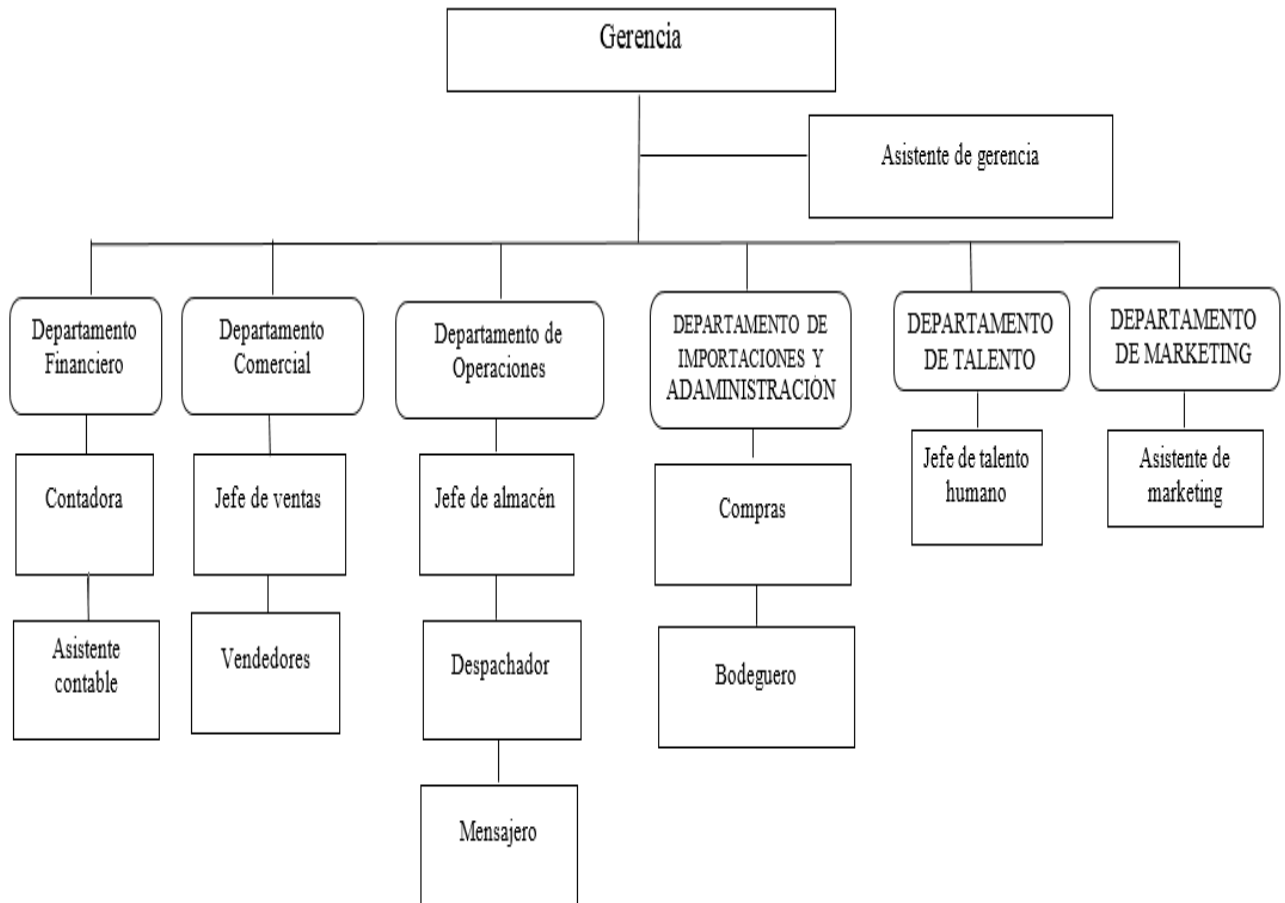 Gerencia
Asistente de gerencia
Departamento
Financiero
Departamento
Comercial
Departamento de
Operaciones
DEPARTAMENTO DE
IMPORTACIONES Y
ADAMINISTRACIÓN
DEPARTAMENTO
DE TALENTO
DEPARTAMENTO
DE MARKETING
Contadora
Jefe de ventas
Jefe de almacén
Compras
Jefe de talento
humano
Asistente de
marketing
Asistente
contable
Vendedores
Despachador
Bodeguero
Mensajero